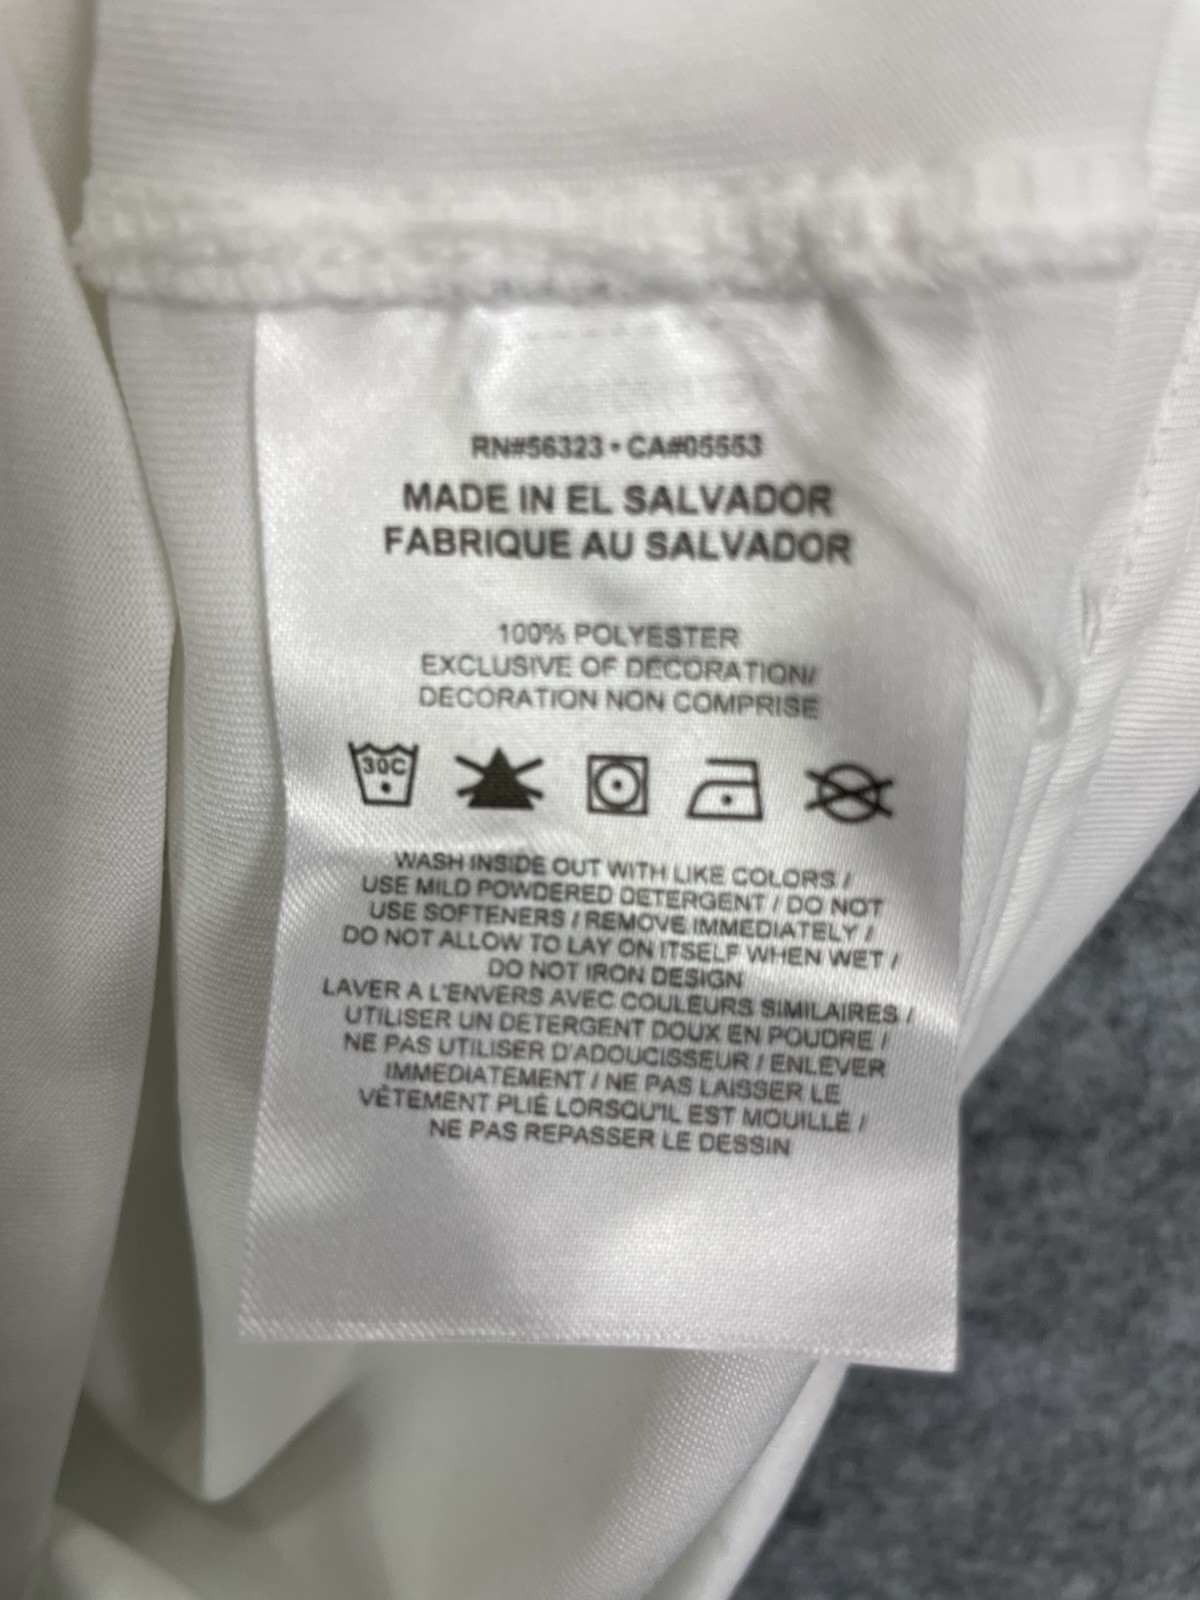 RN#56323 • CA#05553
MADE IN EL SALVADOR
FABRIQUE AU SALVADOR
100% POLYESTER
EXCLUSIVE OF DECORATION/
DECORATION NON COMPRISE
30C
WASH INSIDE OUT WITH LIKE COLORS /
USE MILD POWDERED DETERGENT / DO NOT
USE SOFTENERS / REMOVE IMMEDIATELY /
DO NOT ALLOW TO LAY ON ITSELF WHEN WET /
DO NOT IRON DESIGN
LAVER A L'ENVERS AVEC COULEURS SIMILAIRES /
UTILISER UN DETERGENT DOUX EN POUDRE /
NE PAS UTILISER D'ADOUCISSEUR / ENLEVER
IMMEDIATEMENT / NE PAS LAISSER LE
VÊTEMENT PLIÉ LORSQU'IL EST MOUILLÉ /
NE PAS REPASSER LE DESSIN